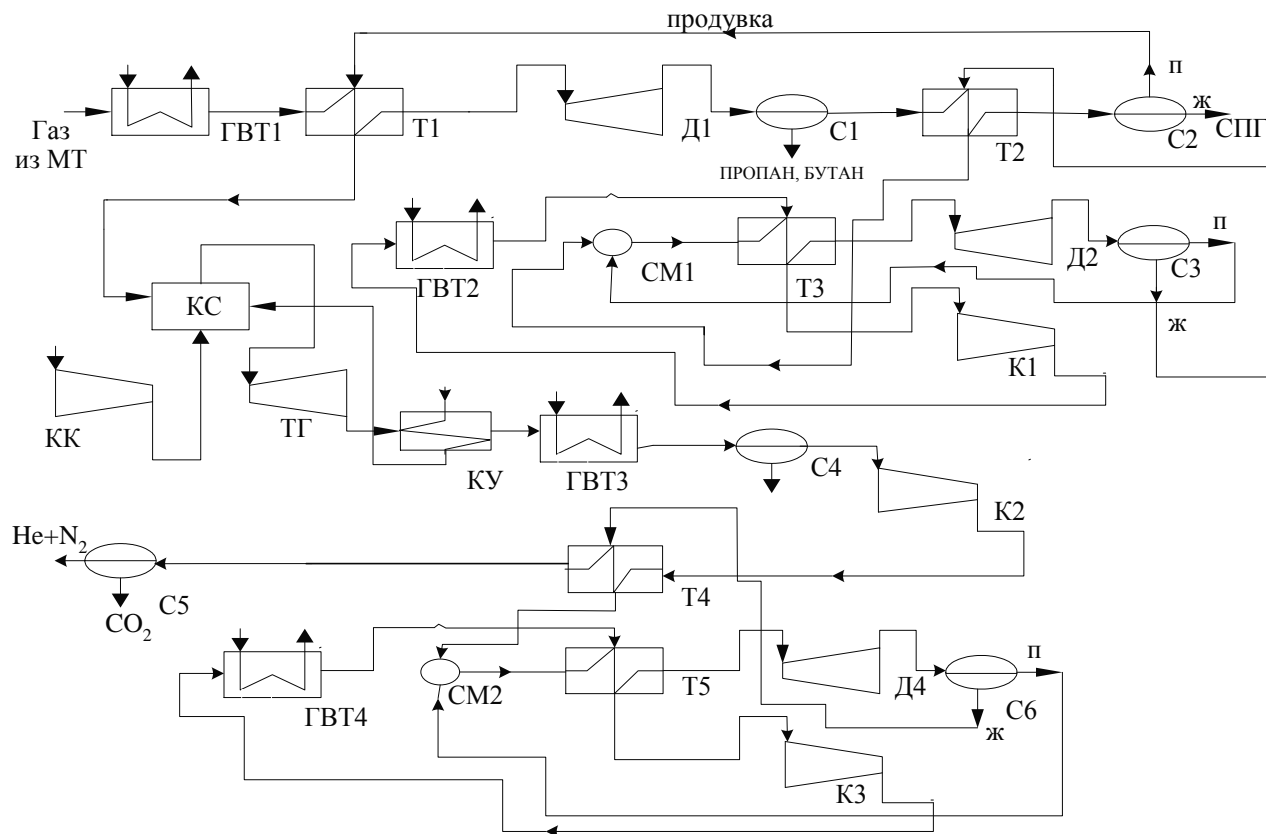 продувка
п
ж
Газ
из МТ
ГВТ1
Т1
Д1
С1
Т2
С2
СПГ
ПРОПАН, БУТАН
п
ГВТ2
СМ1
Т3
Д2
С3
КС
ж
К1
КК
ТГ
КУ
ГВТ3
С4
К2
He+N2
С5
Т4
CO2
п
ГВТ4
СМ2
Т5
Д4
С6
ж
К3